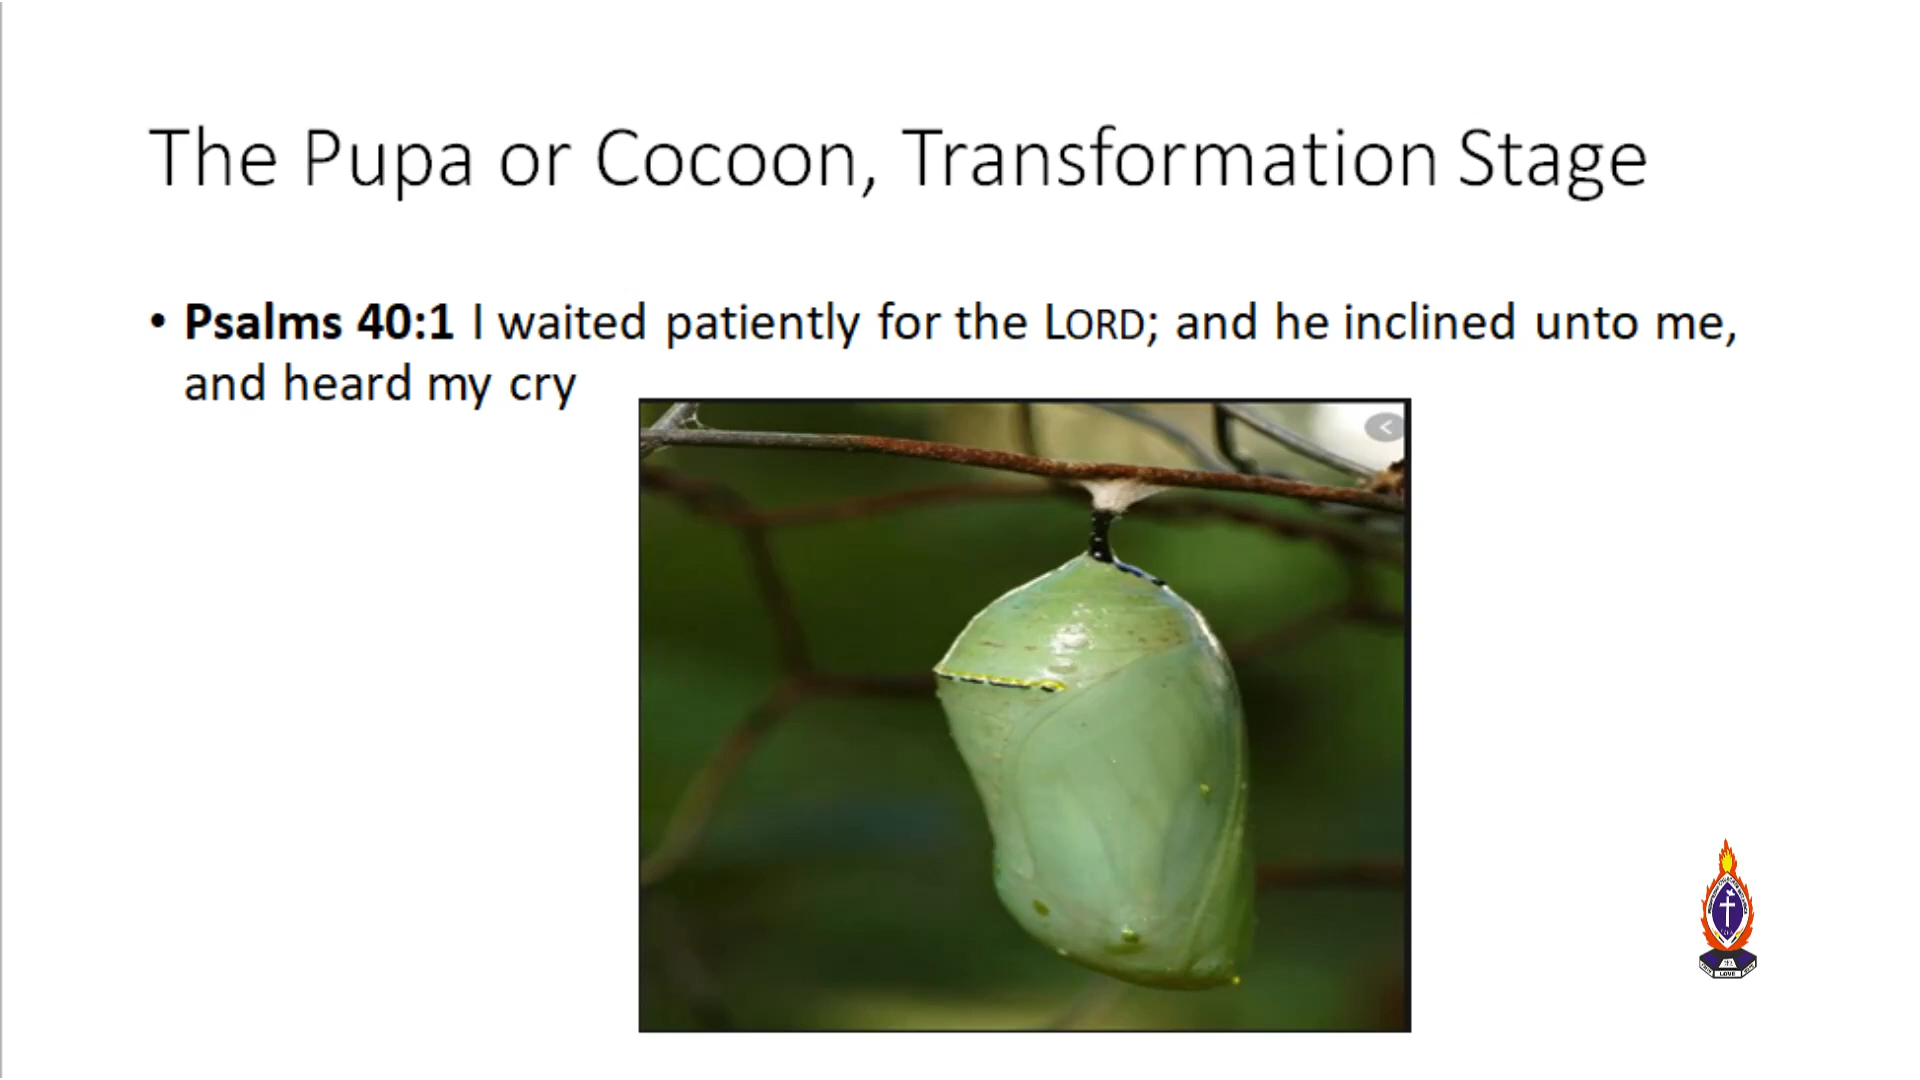 The Pupa or Cocoon, Transformation Stage
• Psalms 40:1 I waited patiently for the LORD; and he inclined unto me,
and heard my cry
LOVE